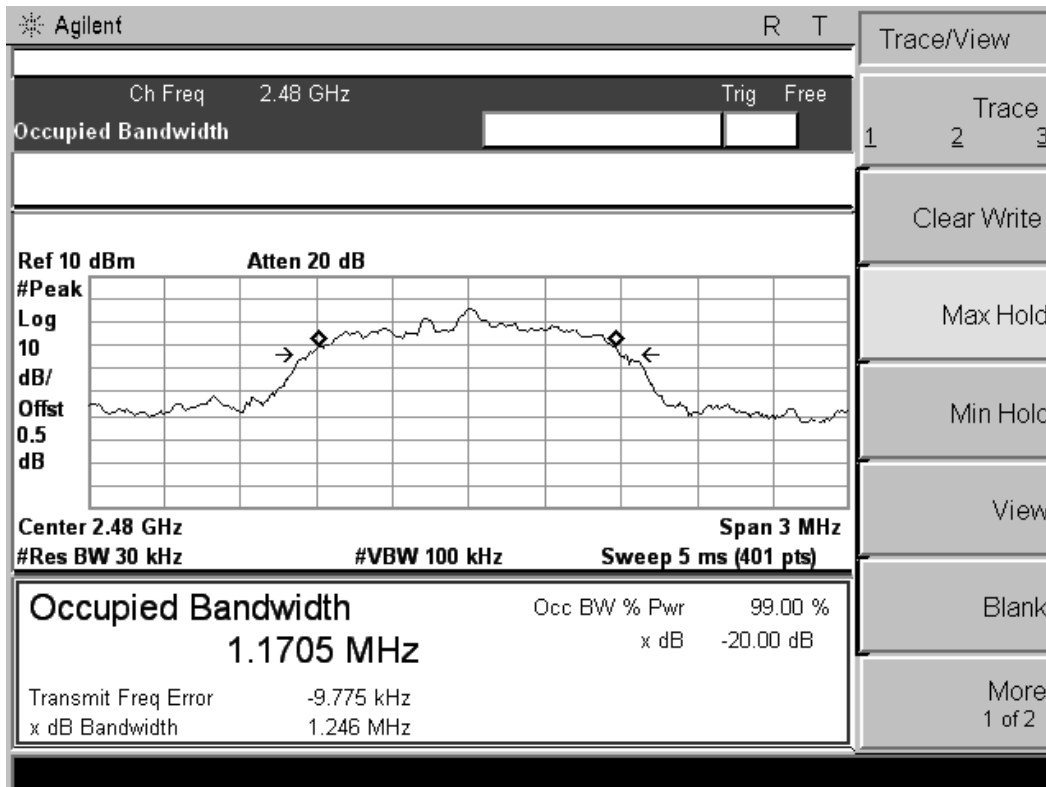 Agilent R T
Ch Freq 2.48 GHz Trig Free
Occupied Bandwidth
Ref 10 dBm Atten 20 dB
#Peak
Log
10
dB/
Offst
0.5
dB
Center 2.48 GHz Span 3 MHz
#Res BW 30 kHz #VBW 100 kHz Sweep 5 ms (401 pts)
Occupied Bandwidth
1.1705 MHz
Occ BW % Pwr 99.00 %
x dB -20.00 dB
Transmit Freq Error -9.775 kHz
x dB Bandwidth 1.246 MHz
Trace/View
Trace
1 2 3
Clear Write
Max Hold
Min Hold
View
Blank
More
1 of 2